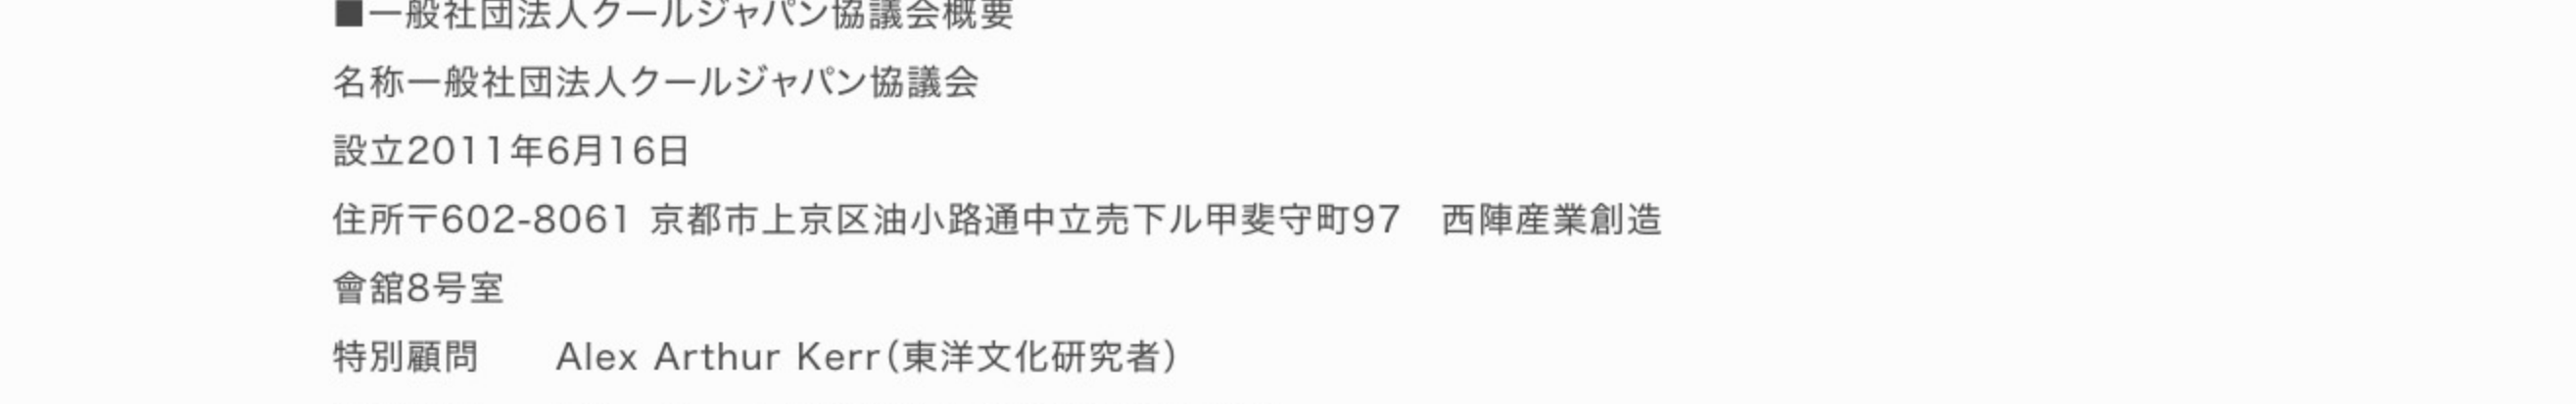 ■一般社団法人クールジャパン協議会概要
名称一般社団法人クールジャパン協議会
設立2011年6月16日
住所〒602-8061 京都市上京区油小路通中立売下ル甲斐守町97　西陣産業創造
會舘8号室
特別顧問　　Alex Arthur Kerr(東洋文化研究者)